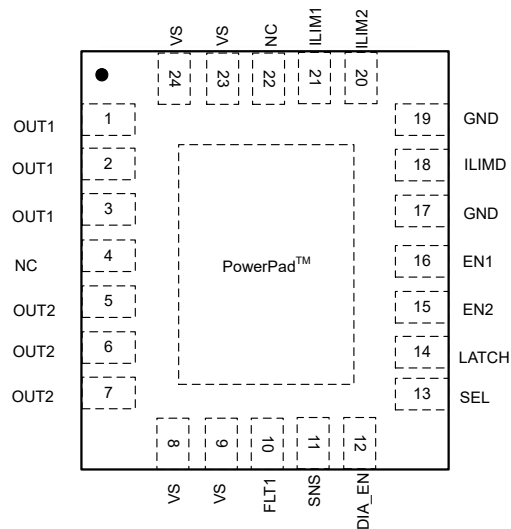 VS VS NC ILIM1 ILIM2
24 23 22 21 20
OUT1 1 19 GND
OUT1 2 18 ILIMD
OUT1 3 17 GND
NC 4 16 EN1
PowerPad™
OUT2 5 15 EN2
OUT2 6 14 LATCH
OUT2 7 13 SEL
8 9 10 11 12
VS VS FLT1 SNS DIA_EN